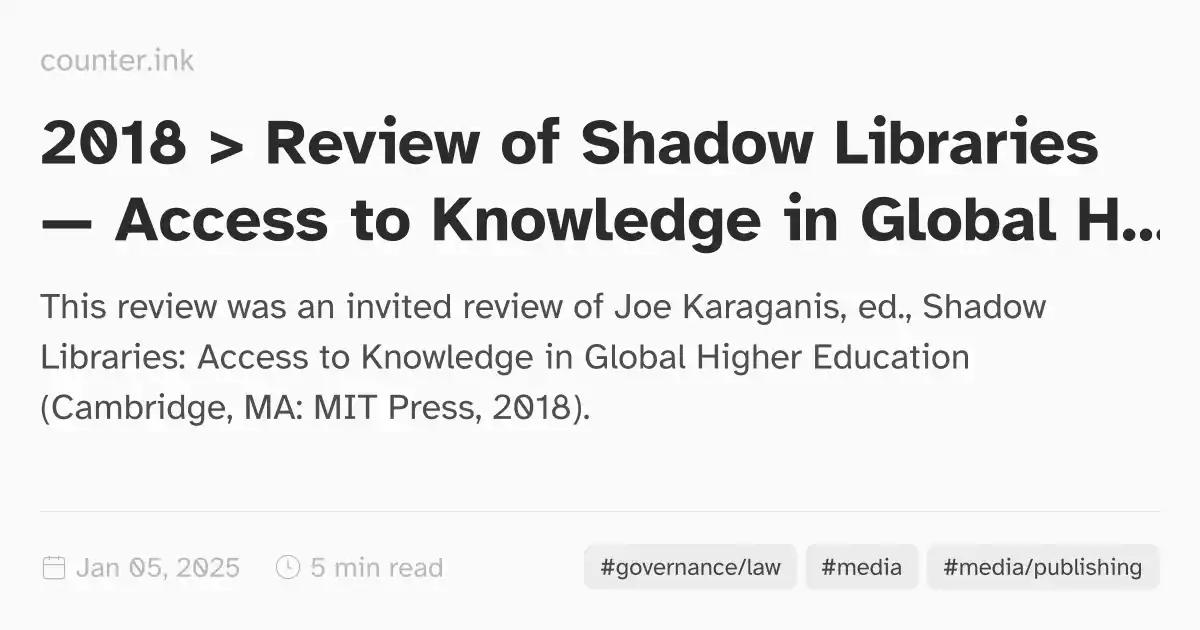 counter.ink
2018 > Review of Shadow Libraries
— Access to Knowledge in Global H...
This review was an invited review of Joe Karaganis, ed., Shadow
Libraries: Access to Knowledge in Global Higher Education
(Cambridge, MA: MIT Press, 2018).
Jan 05, 2025 5 min read #governance/law #media #media/publishing